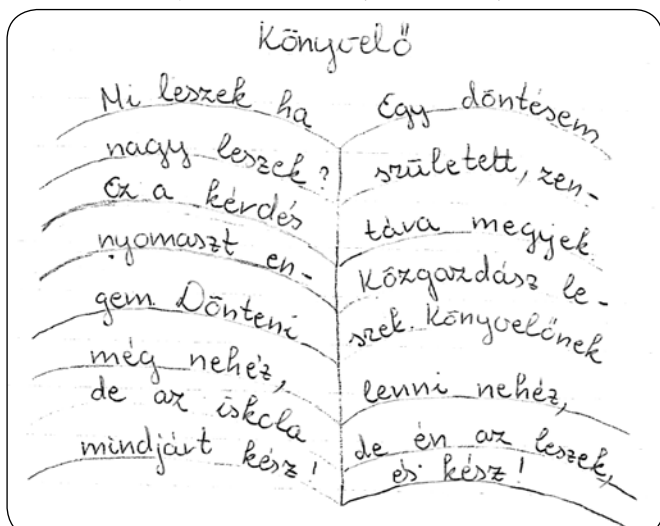 Könyvelő
Mi leszek ha
nagy leszek?
Ez a kérdés
nyomaszt en-
gem. Dönteni
még nehéz,
de az iskola
mindjárt kész!
Egy döntésem
született, zen-
táva megyek.
Közgazdász le-
szek. Könyvelőnek
lenni nehéz,
de én az leszek,
és kész!